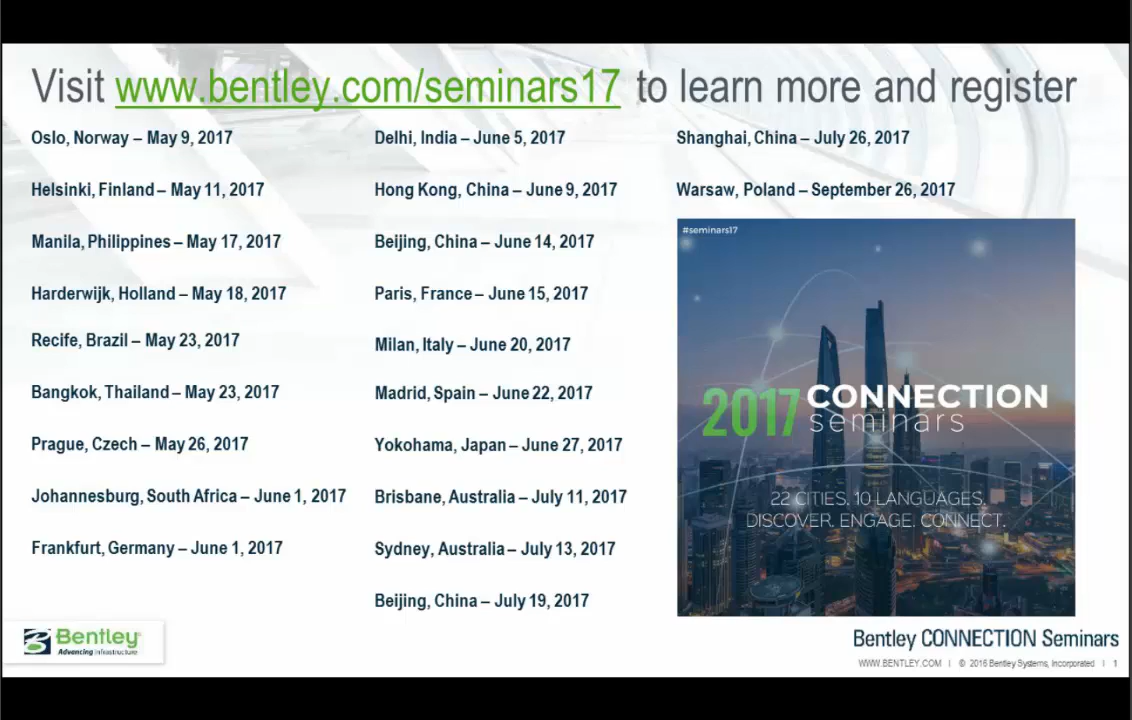 Visit www.bentley.com/seminars17 to learn more and register
Oslo, Norway – May 9, 2017
Helsinki, Finland – May 11, 2017
Manila, Philippines – May 17, 2017
Harderwijk, Holland – May 18, 2017
Recife, Brazil – May 23, 2017
Bangkok, Thailand – May 23, 2017
Prague, Czech – May 26, 2017
Johannesburg, South Africa – June 1, 2017
Frankfurt, Germany – June 1, 2017
Delhi, India – June 5, 2017
Hong Kong, China – June 9, 2017
Beijing, China – June 14, 2017
Paris, France – June 15, 2017
Milan, Italy – June 20, 2017
Madrid, Spain – June 22, 2017
Yokohama, Japan – June 27, 2017
Brisbane, Australia – July 11, 2017
Sydney, Australia – July 13, 2017
Beijing, China – July 19, 2017
Shanghai, China – July 26, 2017
Warsaw, Poland – September 26, 2017
#seminars17
2017 CONNECTION
seminars
22 CITIES. 10 LANGUAGES.
DISCOVER. ENGAGE. CONNECT.
Bentley®
Advancing Infrastructure
Bentley CONNECTION Seminars
WWW.BENTLEY.COM | © 2016 Bentley Systems, Incorporated | 1